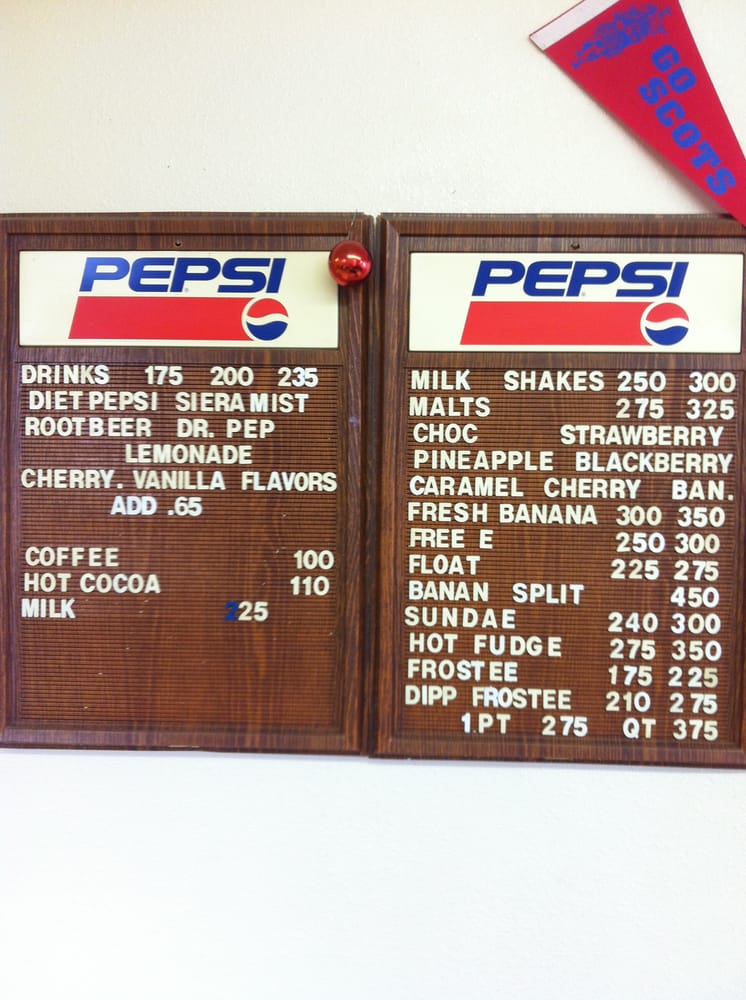 GO SCOTS
PEPSI
DRINKS 175 200 235
DIET PEPSI SIERA MIST
ROOT BEER DR. PEP
LEMONADE
CHERRY. VANILLA FLAVORS
ADD .65
COFFEE 100
HOT COCOA 110
MILK 225
PEPSI
MILK SHAKES 250 300
MALTS 275 325
CHOC STRAWBERRY
PINEAPPLE BLACKBERRY
CARAMEL CHERRY BAN.
FRESH BANANA 300 350
FREE E 250 300
FLOAT 225 275
BANAN SPLIT 450
SUNDAE 240 300
HOT FUDGE 275 350
FROSTEE 175 225
DIPP FROSTEE 210 275
1.PT 275 QT 375